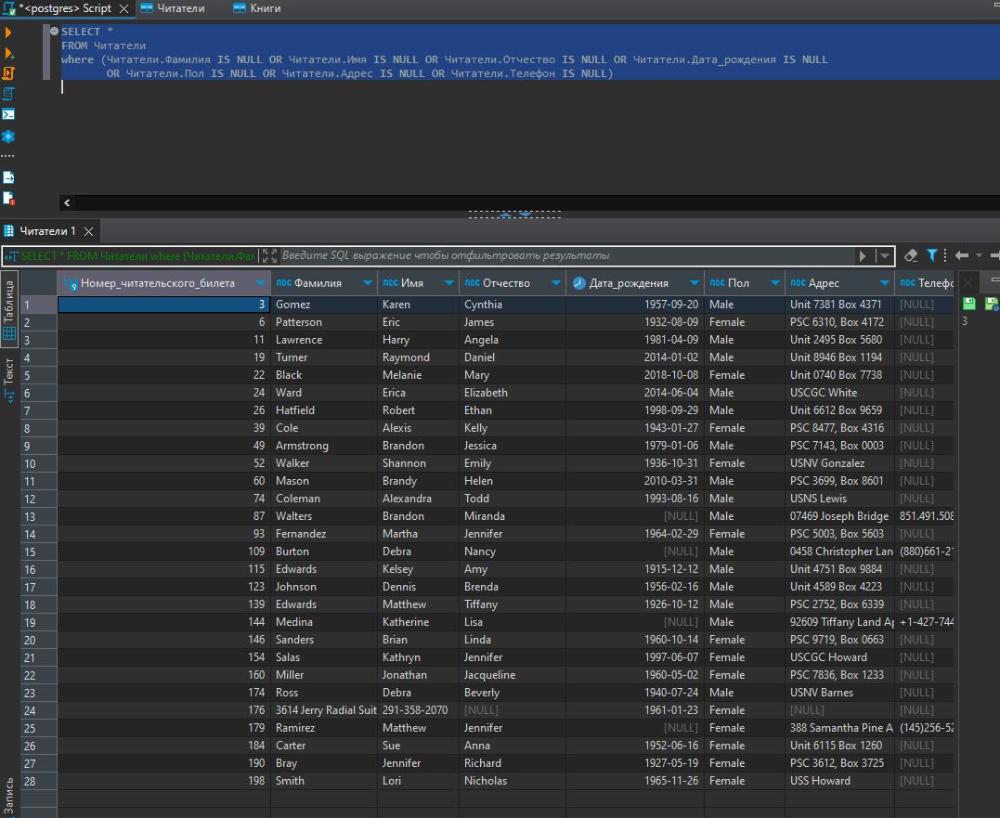 *<postgres> Script
Читатели
Книги
SELECT *
FROM Читатели
where (Читатели.Фамилия IS NULL OR Читатели.Имя IS NULL OR Читатели.Отчество IS NULL OR Читатели.Дата_рождения IS NULL
OR Читатели.Пол IS NULL OR Читатели.Адрес IS NULL OR Читатели.Телефон IS NULL)
Читатели 1
SELECT * FROM Читатели where (Читатели.Фам
Введите SQL выражение чтобы отфильтровать результаты
Таблица
Текст
Запись
Номер_читательского_билета ABC Фамилия ABC Имя ABC Отчество Дата_рождения ABC Пол ABC Адрес ABC Телефо
1 3 Gomez Karen Cynthia 1957-09-20 Male Unit 7381 Box 4371 [NULL]
2 6 Patterson Eric James 1932-08-09 Female PSC 6310, Box 4172 [NULL]
3 11 Lawrence Harry Angela 1981-04-09 Male Unit 2495 Box 5680 [NULL]
4 19 Turner Raymond Daniel 2014-01-02 Male Unit 8946 Box 1194 [NULL]
5 22 Black Melanie Mary 2018-10-08 Female Unit 0740 Box 7738 [NULL]
6 24 Ward Erica Elizabeth 2014-06-04 Male USCGC White [NULL]
7 26 Hatfield Robert Ethan 1998-09-29 Male Unit 6612 Box 9659 [NULL]
8 39 Cole Alexis Kelly 1943-01-27 Female PSC 8477, Box 4316 [NULL]
9 49 Armstrong Brandon Jessica 1979-01-06 Male PSC 7143, Box 0003 [NULL]
10 52 Walker Shannon Emily 1936-10-31 Female USNV Gonzalez [NULL]
11 60 Mason Brandy Helen 2010-03-31 Male PSC 3699, Box 8601 [NULL]
12 74 Coleman Alexandra Todd 1993-08-16 Male USNS Lewis [NULL]
13 87 Walters Brandon Miranda [NULL] Male 07469 Joseph Bridge 851.491.508
14 93 Fernandez Martha Jennifer 1964-02-29 Female PSC 5003, Box 5603 [NULL]
15 109 Burton Debra Nancy [NULL] Male 0458 Christopher Lan (880)661-21
16 115 Edwards Kelsey Amy 1915-12-12 Male Unit 4751 Box 9884 [NULL]
17 123 Johnson Dennis Brenda 1956-02-16 Male Unit 4589 Box 4223 [NULL]
18 139 Edwards Matthew Tiffany 1926-10-12 Male PSC 2752, Box 6339 [NULL]
19 144 Medina Katherine Lisa [NULL] Male 92609 Tiffany Land Ap +1-427-744
20 146 Sanders Brian Linda 1960-10-14 Female PSC 9719, Box 0663 [NULL]
21 154 Salas Kathryn Jennifer 1997-06-07 Female USCGC Howard [NULL]
22 160 Miller Jonathan Jacqueline 1960-05-02 Female PSC 7836, Box 1233 [NULL]
23 174 Ross Debra Beverly 1940-07-24 Male USNV Barnes [NULL]
24 176 3614 Jerry Radial Suit 291-358-2070 [NULL] 1961-01-23 Female [NULL] [NULL]
25 179 Ramirez Matthew Jennifer [NULL] Female 388 Samantha Pine A (145)256-52
26 184 Carter Sue Anna 1952-06-16 Female Unit 6115 Box 1260 [NULL]
27 190 Bray Jennifer Richard 1927-05-19 Female PSC 3612, Box 3725 [NULL]
28 198 Smith Lori Nicholas 1965-11-26 Female USS Howard [NULL]
3